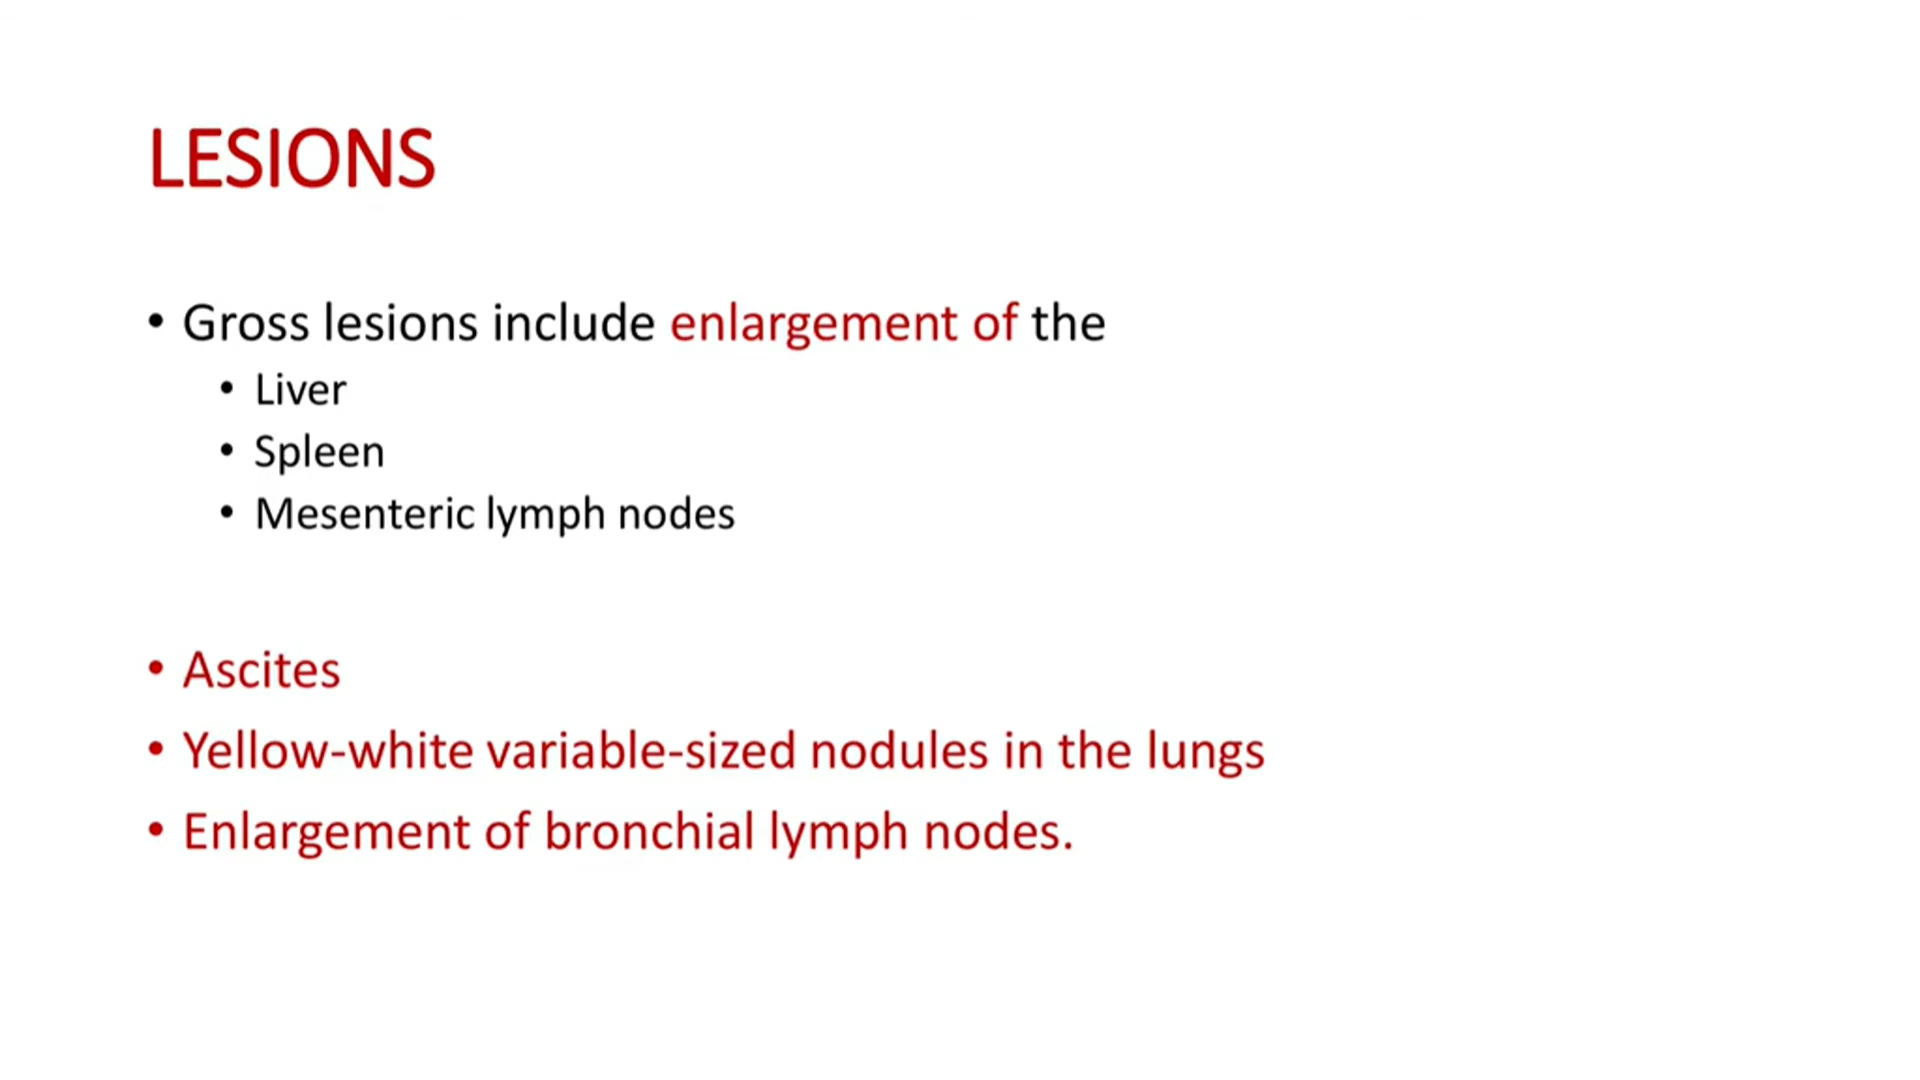 LESIONS
• Gross lesions include enlargement of the
• Liver
• Spleen
• Mesenteric lymph nodes
• Ascites
• Yellow-white variable-sized nodules in the lungs
• Enlargement of bronchial lymph nodes.